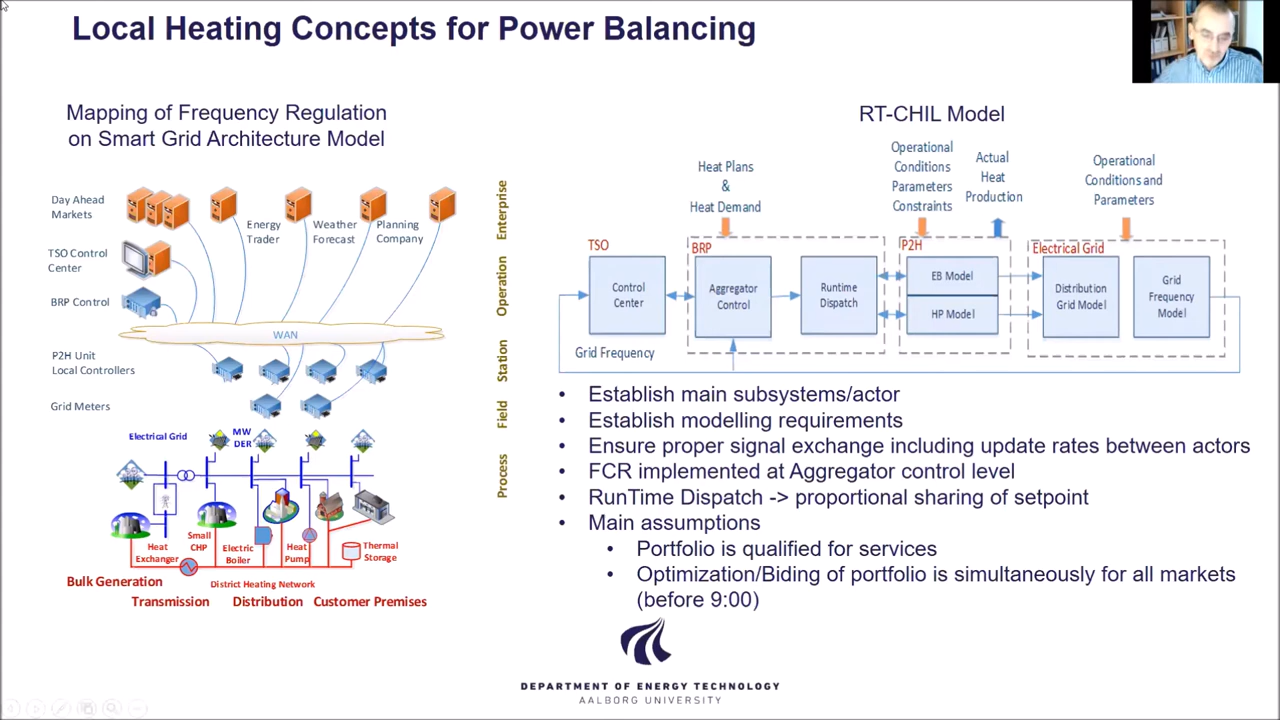 Local Heating Concepts for Power Balancing
Mapping of Frequency Regulation
on Smart Grid Architecture Model
Day Ahead
Markets
Energy
Trader
Weather
Forecast
Planning
Company
TSO Control
Center
BRP Control
WAN
P2H Unit
Local Controllers
Grid Meters
Electrical Grid
MW
DER
Heat
Exchanger
Small
CHP
Electric
Boiler
Heat
Pump
Thermal
Storage
Bulk Generation
District Heating Network
Transmission
Distribution
Customer Premises
Enterprise
Operation
Station
Field
Process
RT-CHIL Model
Heat Plans
&
Heat Demand
Operational
Conditions
Parameters
Constraints
Actual
Heat
Production
Operational
Conditions and
Parameters
TSO
BRP
P2H
Electrical Grid
Control
Center
Aggregator
Control
Runtime
Dispatch
EB Model
HP Model
Distribution
Grid Model
Grid
Frequency
Model
Grid Frequency
• Establish main subsystems/actor
• Establish modelling requirements
• Ensure proper signal exchange including update rates between actors
• FCR implemented at Aggregator control level
• RunTime Dispatch -> proportional sharing of setpoint
• Main assumptions
• Portfolio is qualified for services
• Optimization/Biding of portfolio is simultaneously for all markets
(before 9:00)
DEPARTMENT OF ENERGY TECHNOLOGY
AALBORG UNIVERSITY